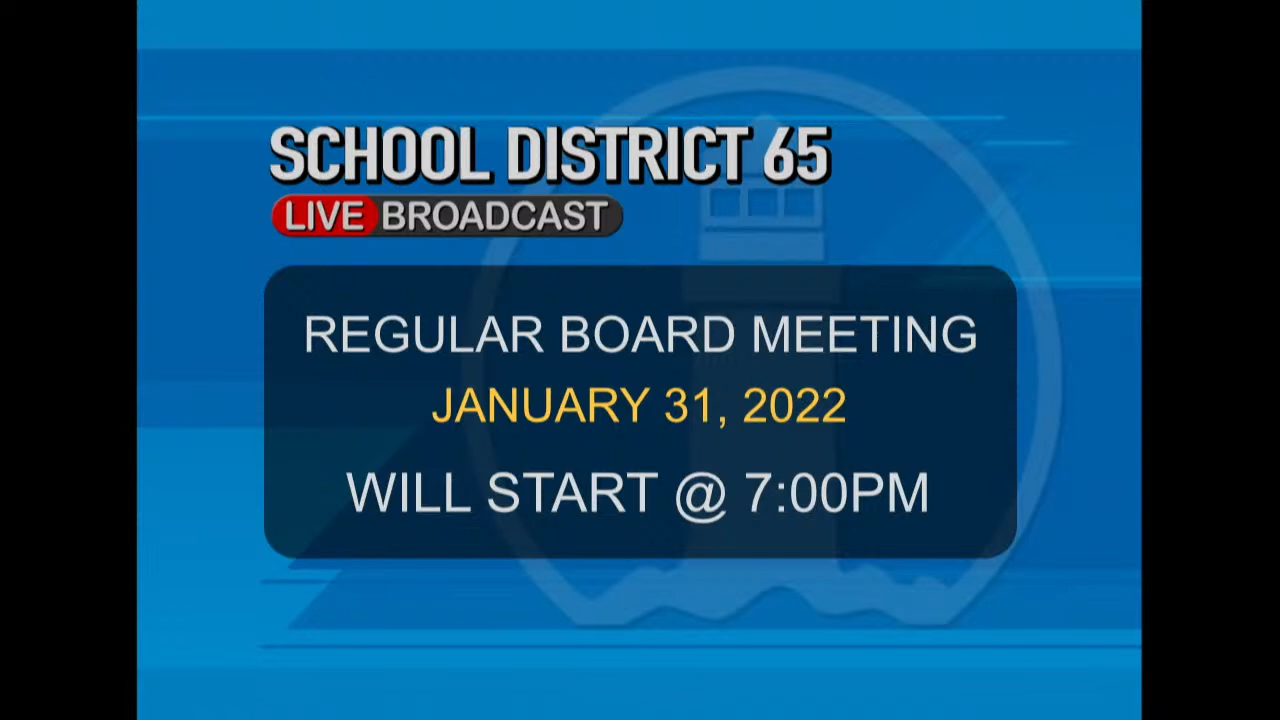 SCHOOL DISTRICT 65
LIVE BROADCAST
REGULAR BOARD MEETING
JANUARY 31, 2022
WILL START @ 7:00PM